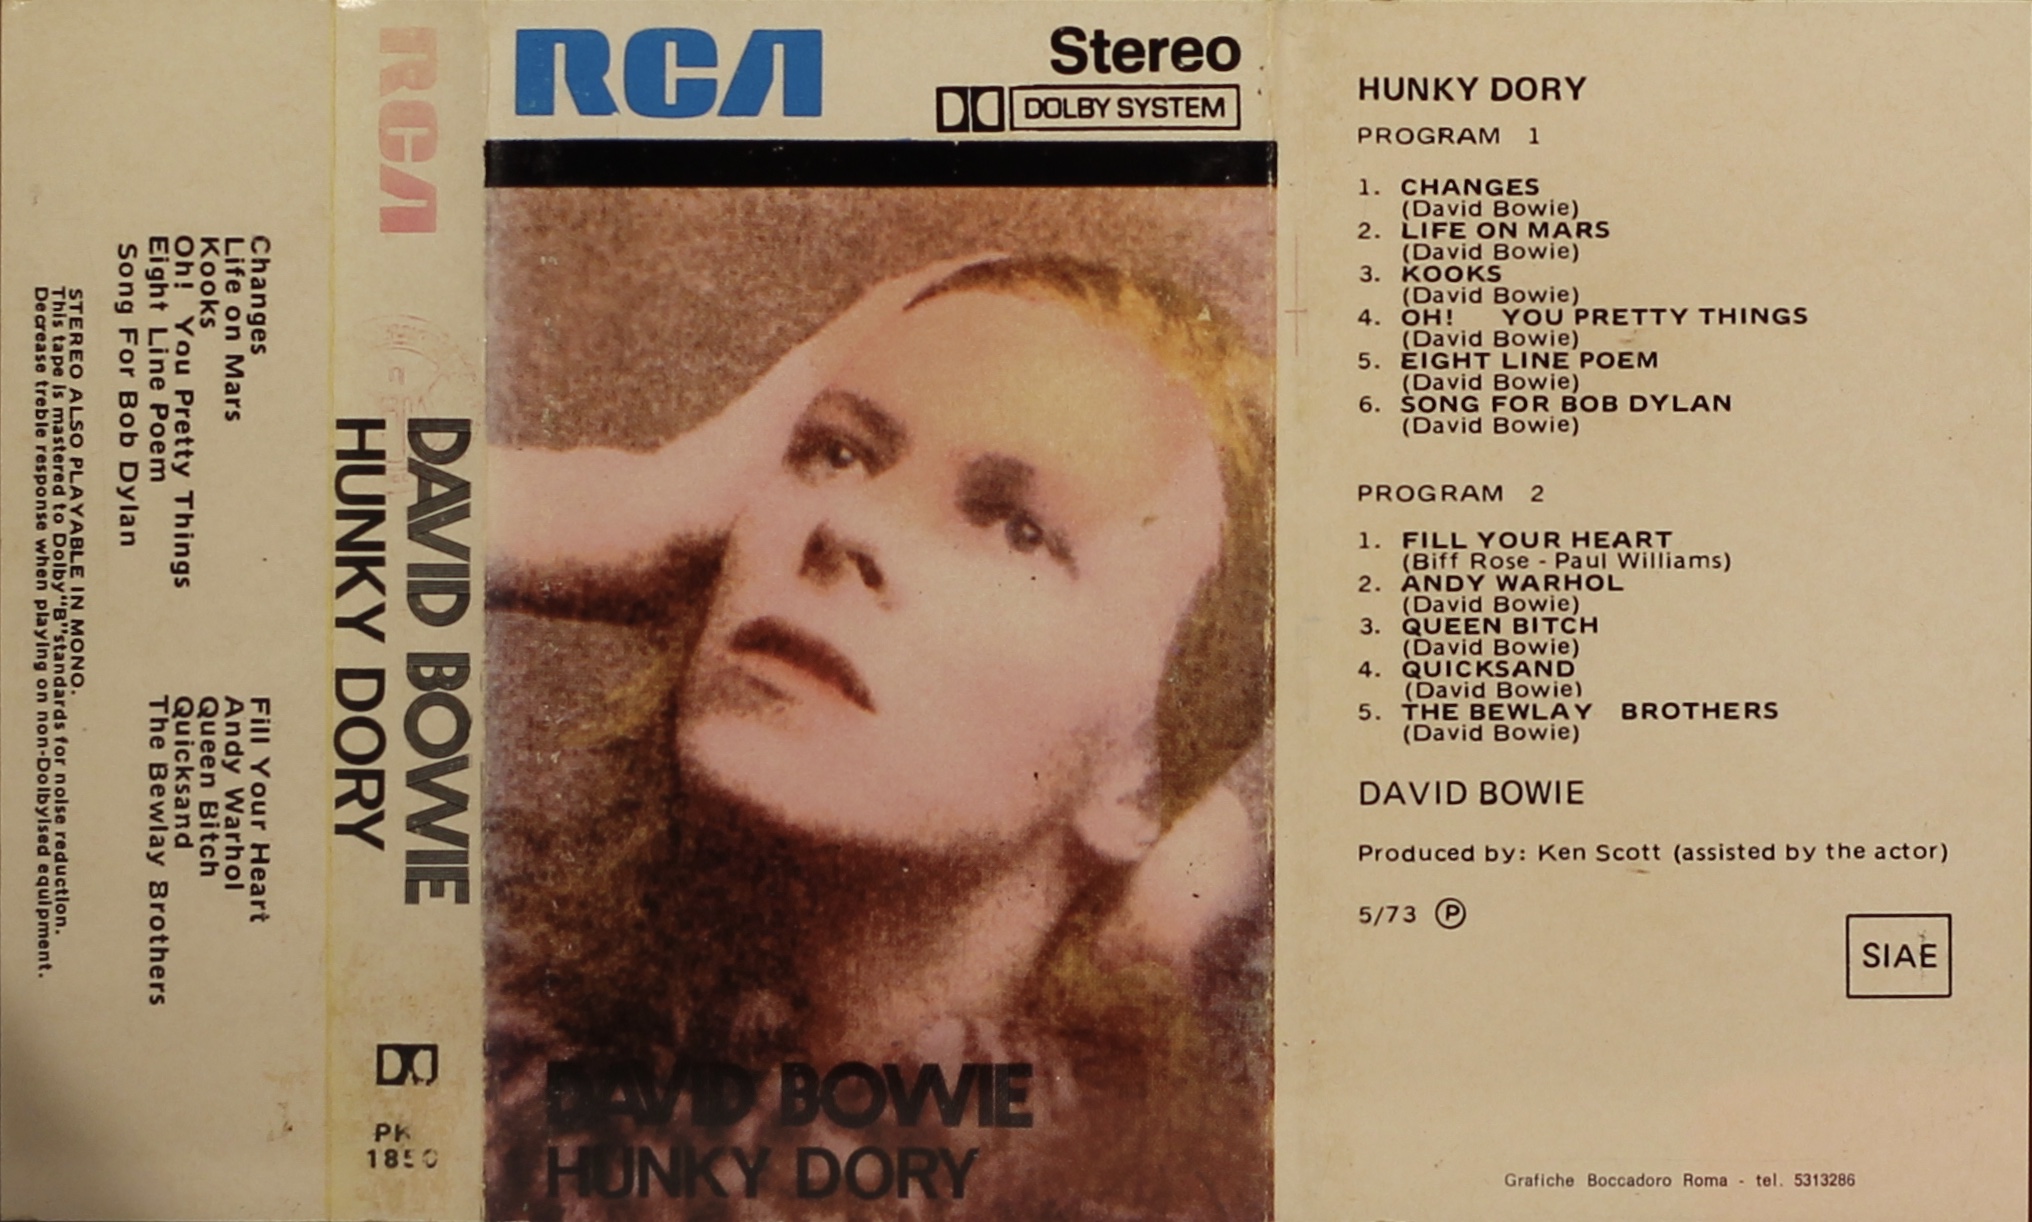 Changes
Life on Mars
Kooks
Oh! You Pretty Things
Eight Line Poem
Song For Bob Dylan
Fill Your Heart
Andy Warhol
Queen Bitch
Quicksand
The Bewlay Brothers
STEREO ALSO PLAYABLE IN MONO.
This tape is mastered to Dolby"B"standards for noise reduction.
Decrease treble response when playing on non-Dolbyised equipment.
RCA
DAVID BOWIE
HUNKY DORY
PK
RCA
Stereo
DOLBY SYSTEM
DAVID BOWIE
HUNKY DORY
HUNKY DORY
PROGRAM 1
1. CHANGES
(David Bowie)
2. LIFE ON MARS
(David Bowie)
3. KOOKS
(David Bowie)
4. OH! YOU PRETTY THINGS
(David Bowie)
5. EIGHT LINE POEM
(David Bowie)
6. SONG FOR BOB DYLAN
(David Bowie)
PROGRAM 2
1. FILL YOUR HEART
(Biff Rose - Paul Williams)
2. ANDY WARHOL
(David Bowie)
3. QUEEN BITCH
(David Bowie)
4. QUICKSAND
(David Bowie)
5. THE BEWLAY BROTHERS
(David Bowie)
DAVID BOWIE
Produced by: Ken Scott (assisted by the actor)
5/73 Ⓟ
SIAE
Grafiche Boccadoro Roma - tel. 5313286